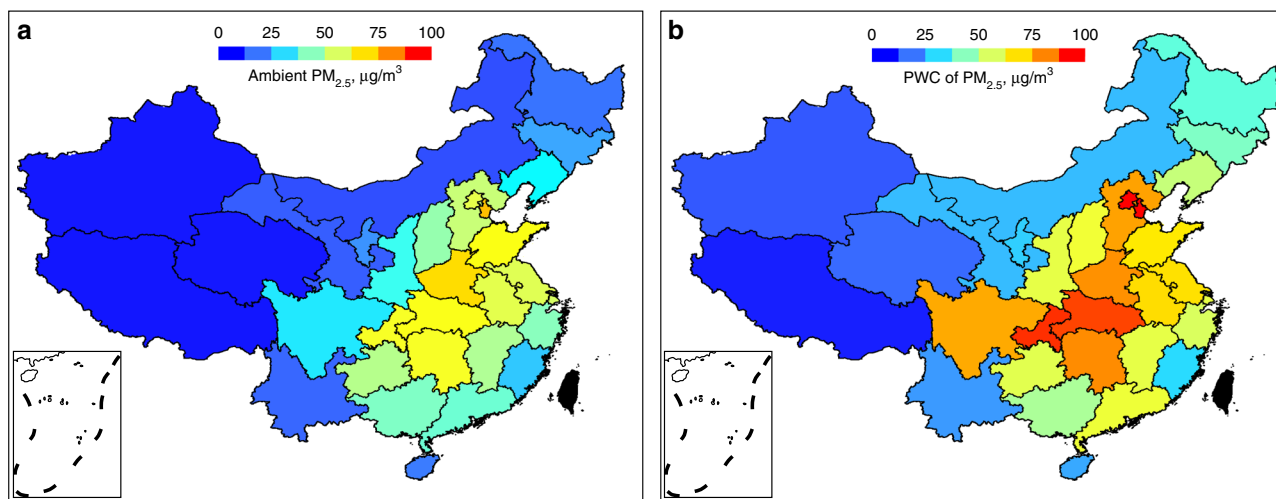 a
0 25 50 75 100
Ambient PM2.5, μg/m3
b
0 25 50 75 100
PWC of PM2.5, μg/m3